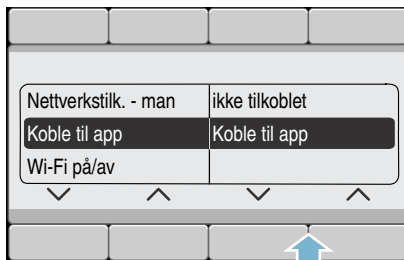 Nettverkstilk. - man ikke tilkoblet
Koble til app Koble til app
Wi-Fi på/av